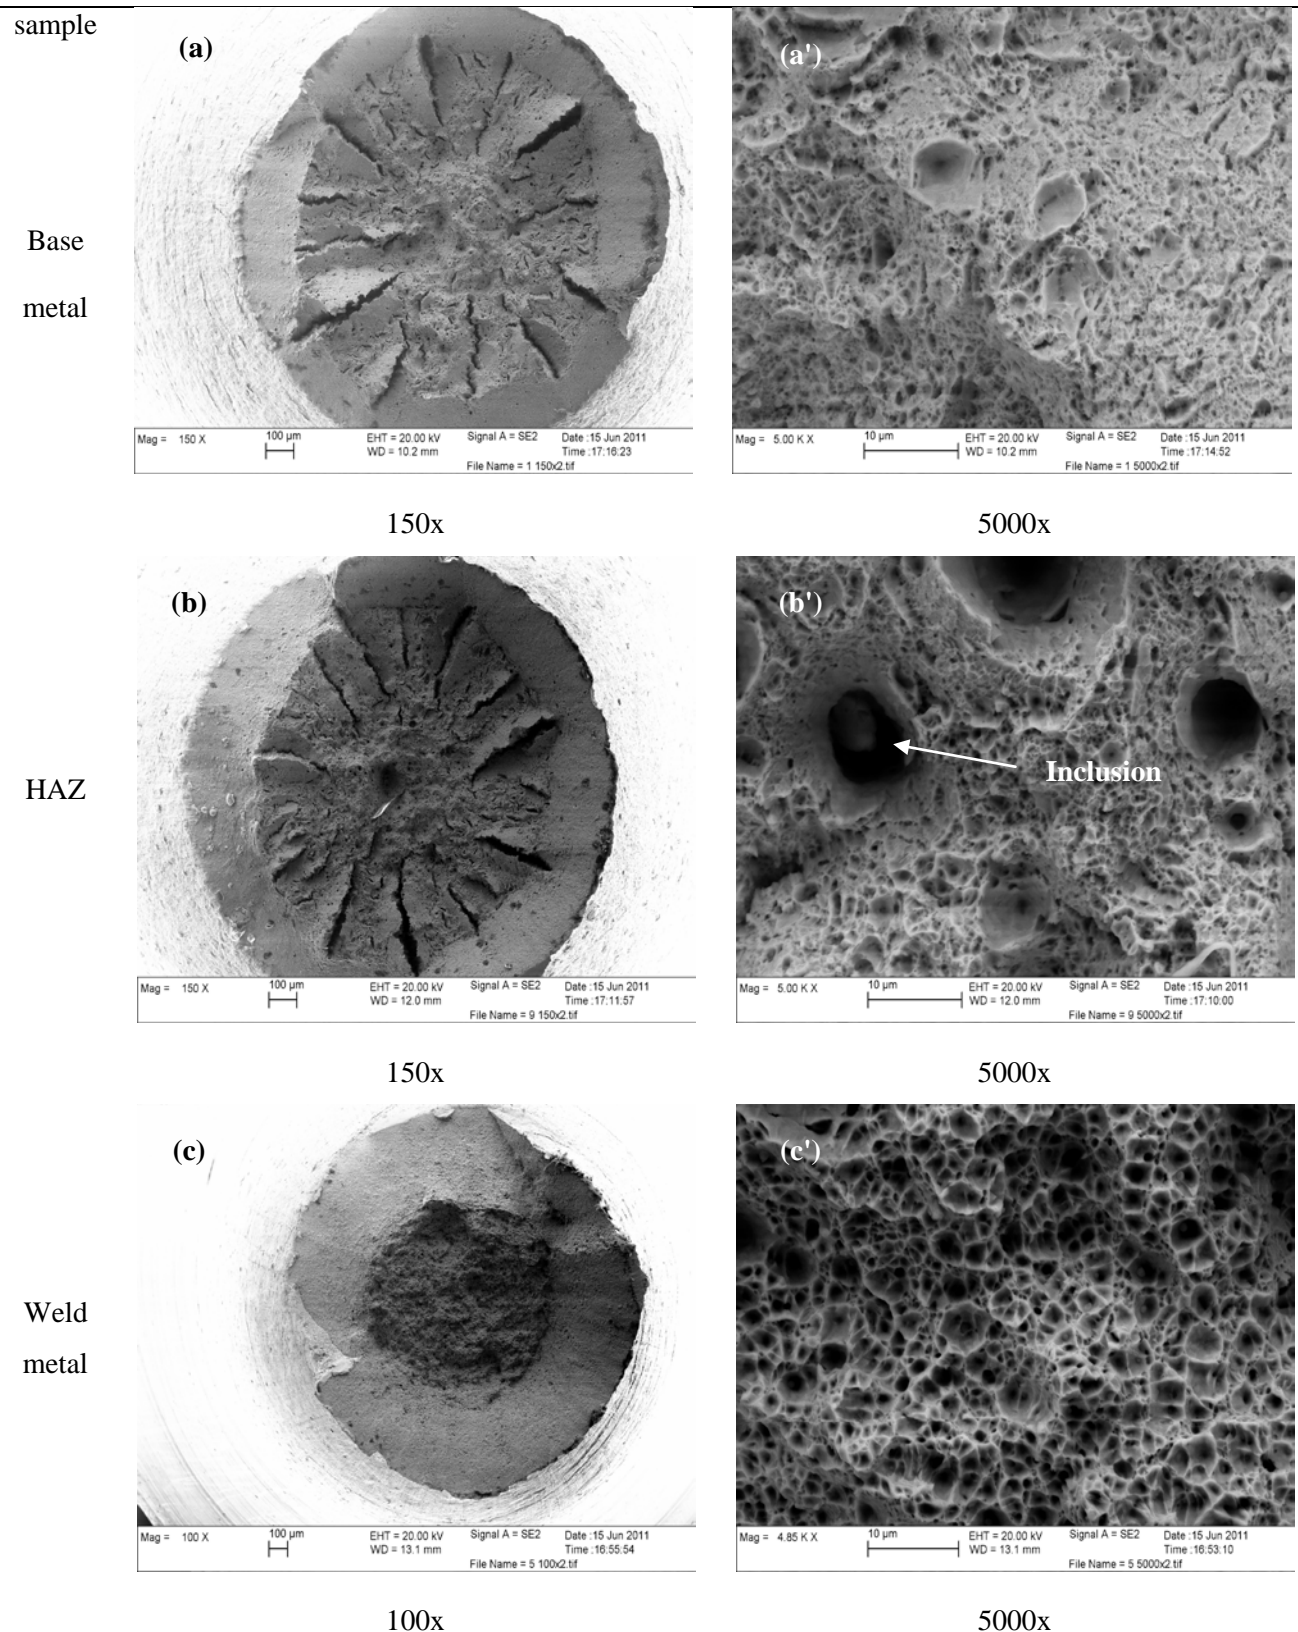 sample
(a)
(a')
Base
metal
Mag = 150 X
100 µm
EHT = 20.00 kV
Signal A = SE2
Date :15 Jun 2011
WD = 10.2 mm
Time :17:16:23
File Name = 1 150x2.tif
Mag = 5.00 K X
10 µm
EHT = 20.00 kV
Signal A = SE2
Date :15 Jun 2011
WD = 10.2 mm
Time :17:14:52
File Name = 1 5000x2.tif
150x
5000x
(b)
(b')
Inclusion
HAZ
Mag = 150 X
100 µm
EHT = 20.00 kV
Signal A = SE2
Date :15 Jun 2011
WD = 12.0 mm
Time :17:11:57
File Name = 9 150x2.tif
Mag = 5.00 K X
10 µm
EHT = 20.00 kV
Signal A = SE2
Date :15 Jun 2011
WD = 12.0 mm
Time :17:10:00
File Name = 9 5000x2.tif
150x
5000x
(c)
(c')
Weld
metal
Mag = 100 X
100 µm
EHT = 20.00 kV
Signal A = SE2
Date :15 Jun 2011
WD = 13.1 mm
Time :16:55:54
File Name = 5 100x2.tif
Mag = 4.85 K X
10 µm
EHT = 20.00 kV
Signal A = SE2
Date :15 Jun 2011
WD = 13.1 mm
Time :16:53:10
File Name = 5 5000x2.tif
100x
5000x